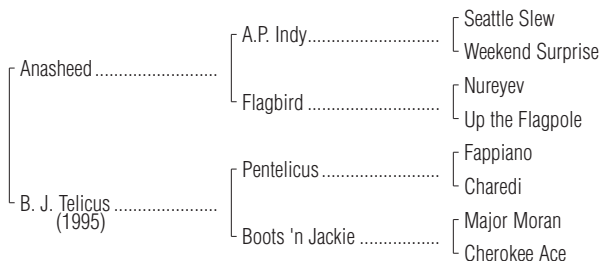 Seattle Slew
A.P. Indy........................
Weekend Surprise
Anasheed..........................
Nureyev
Flagbird ............................
Up the Flagpole
Fappiano
Pentelicus.........................
Charedi
B. J. Telicus ......................
(1995)
Major Moran
Boots 'n Jackie .................
Cherokee Ace